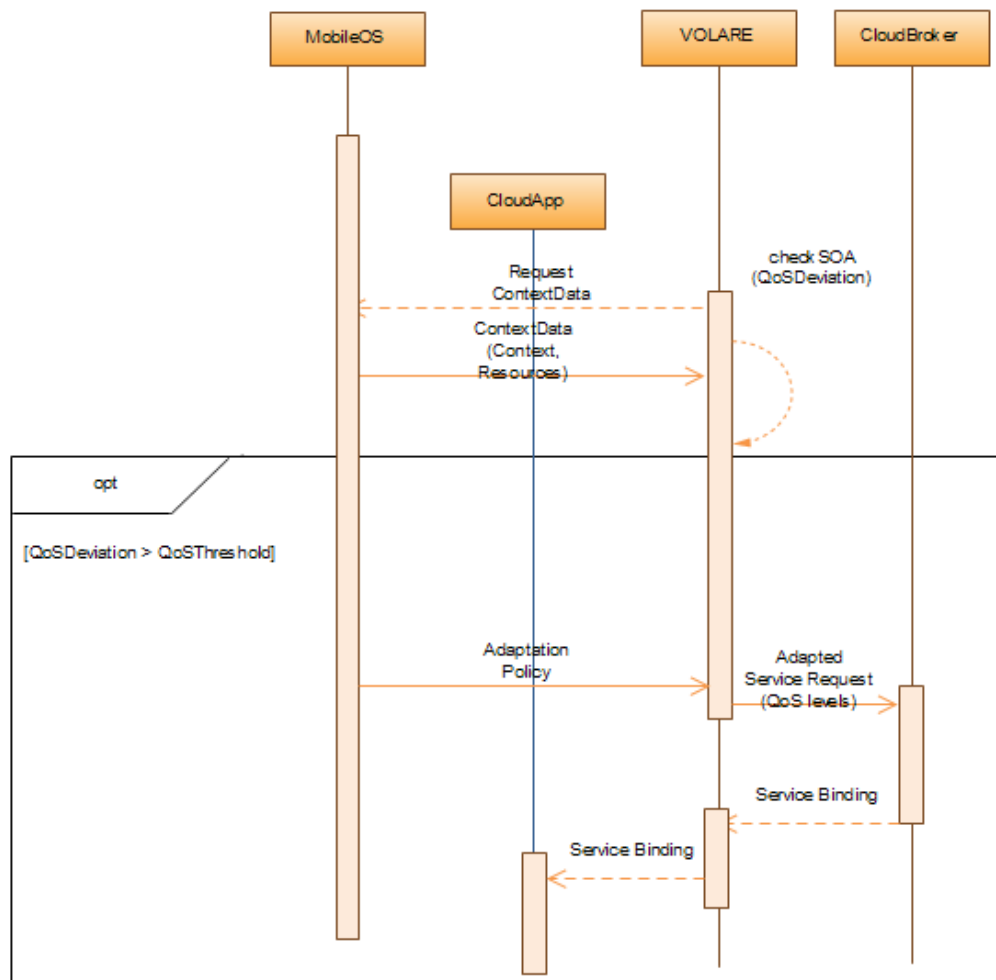 MobileOS
VOLARE
CloudBroker
CloudApp
check SOA
(QoSDeviation)
Request
ContextData
ContextData
(Context,
Resources)
opt
[QoSDeviation > QoSThreshold]
Adaptation
Policy
Adapted
Service Request
(QoS levels)
Service Binding
Service Binding